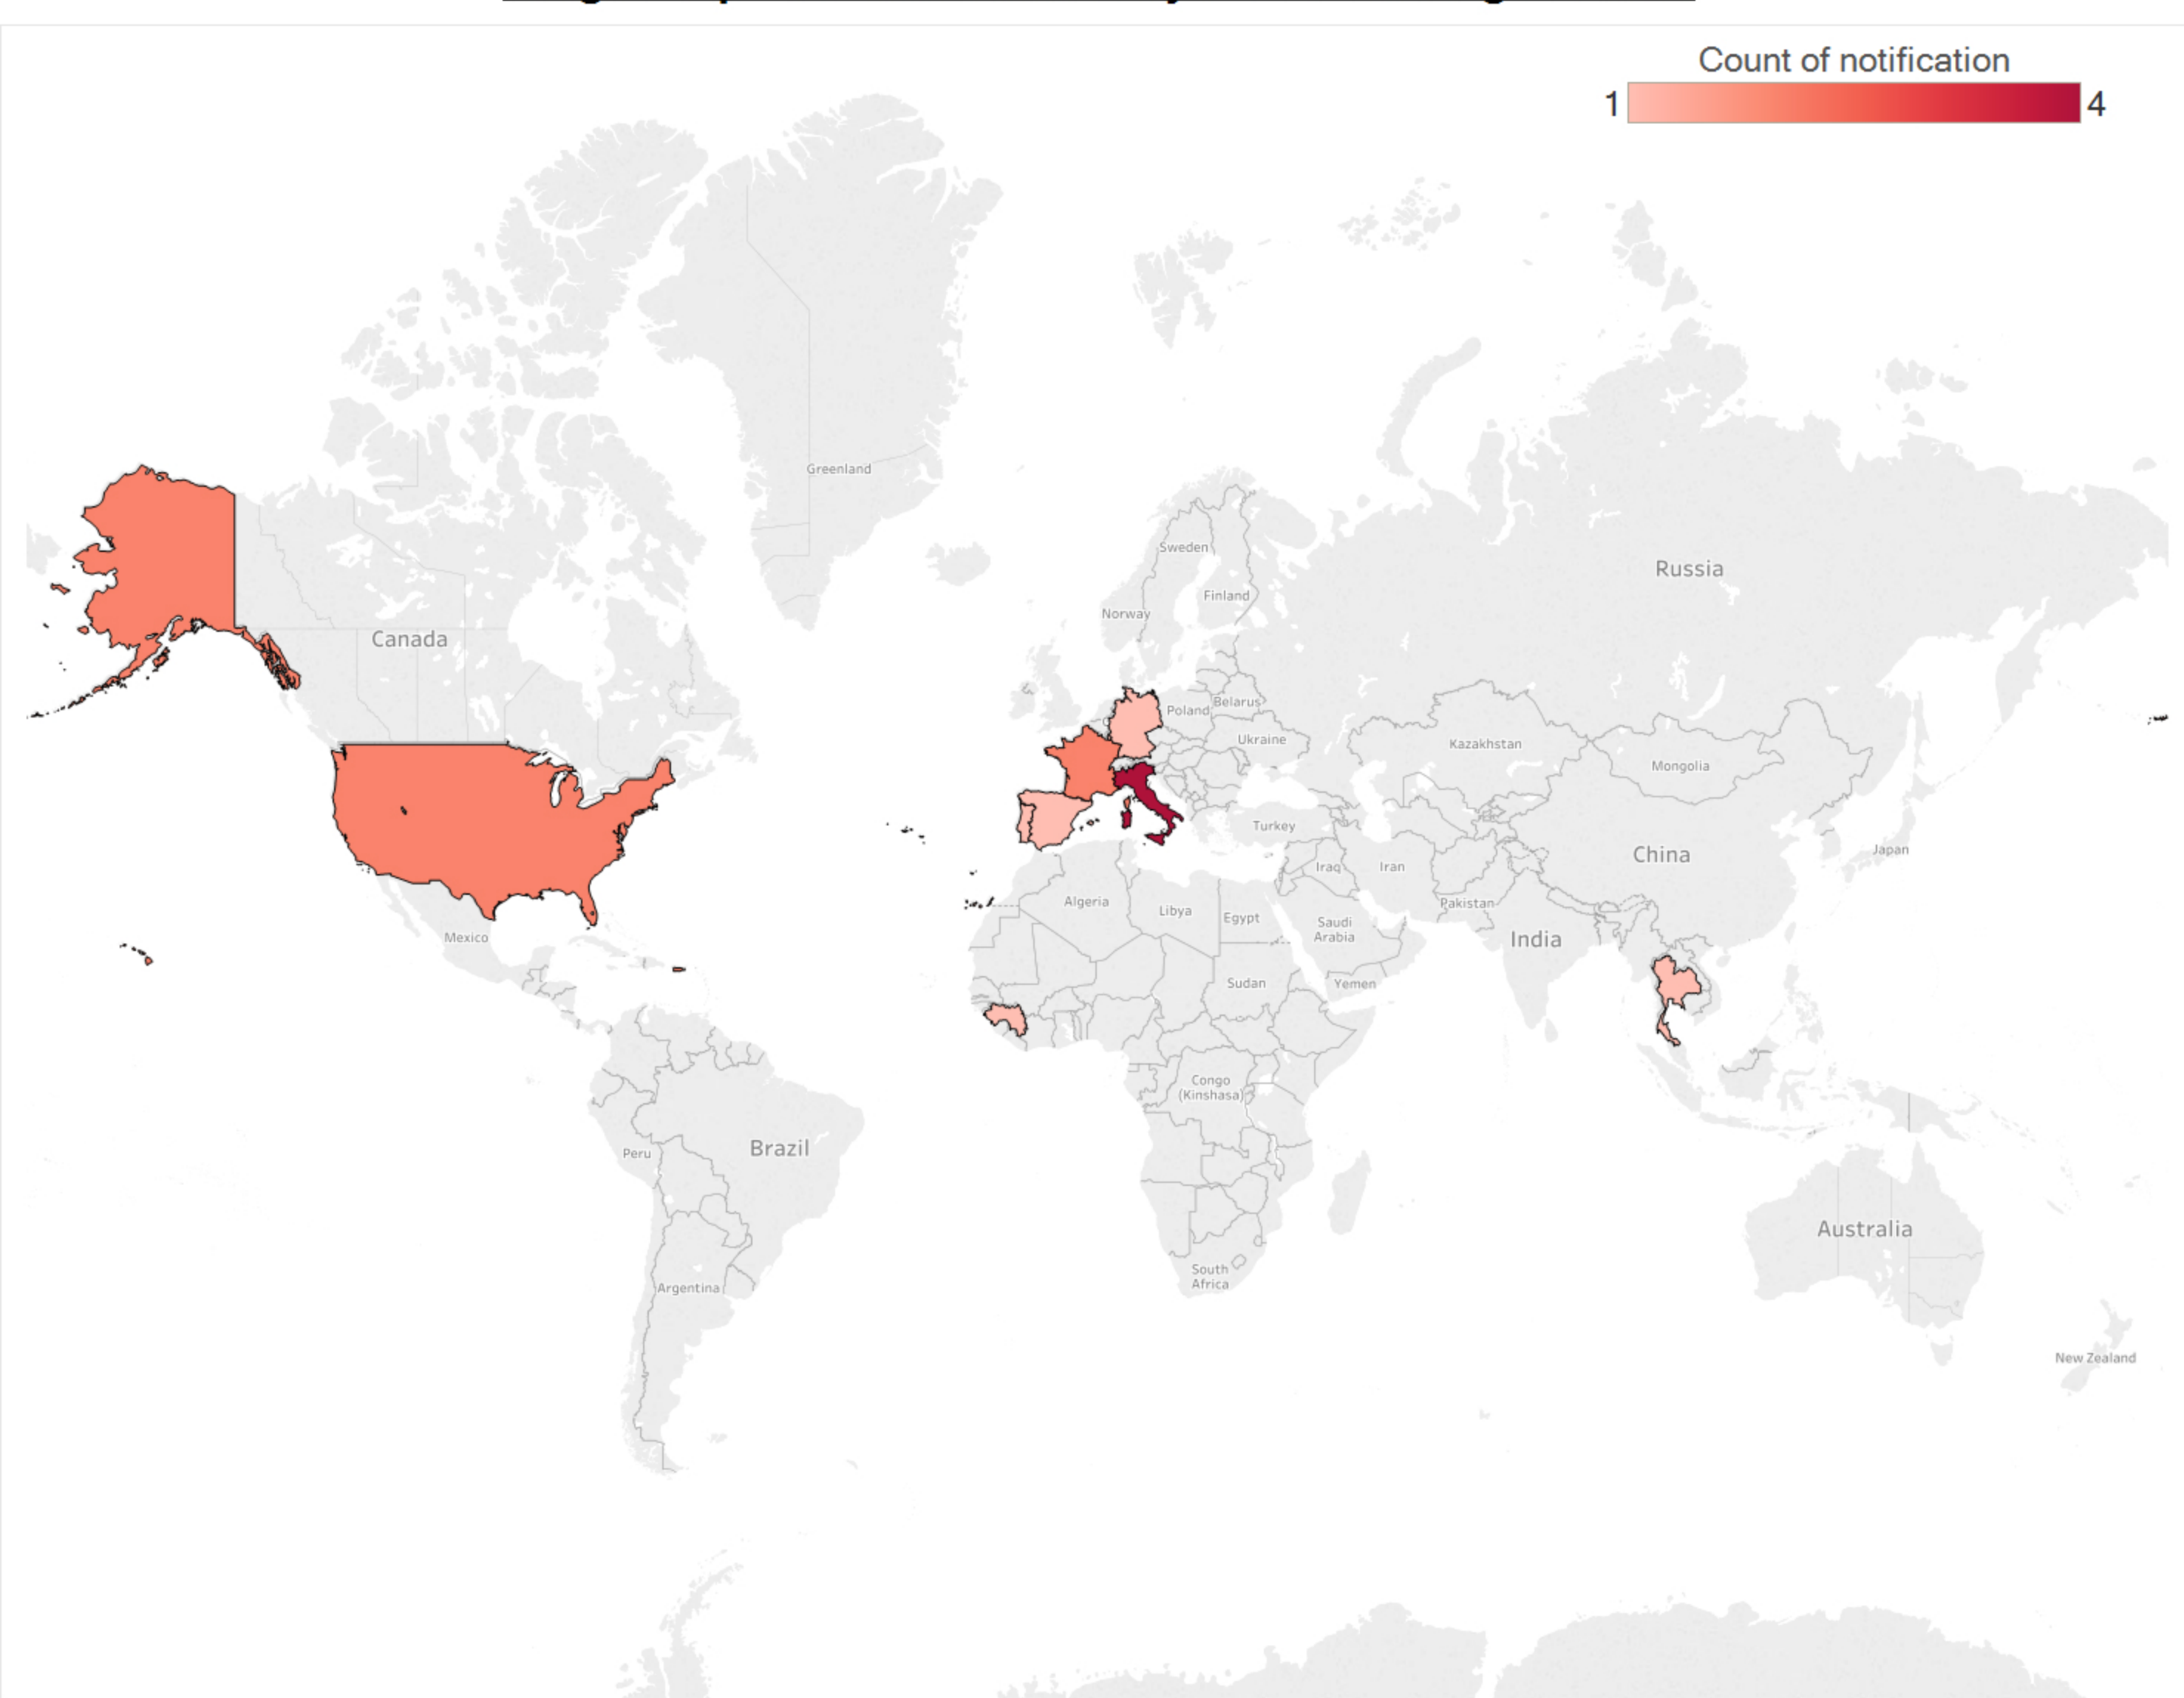 Count of notification
1 4
Greenland
Sweden
Russia
Finland
Norway
Canada
Belarus
Poland
Ukraine
Kazakhstan
Mongolia
Turkey
Japan
China
Iraq
Iran
Algeria
Pakistan
Libya
Egypt
Saudi
Arabia
Mexico
India
Sudan
Yemen
Congo
(Kinshasa)
Brazil
Peru
Australia
South
Africa
Argentina
New Zealand